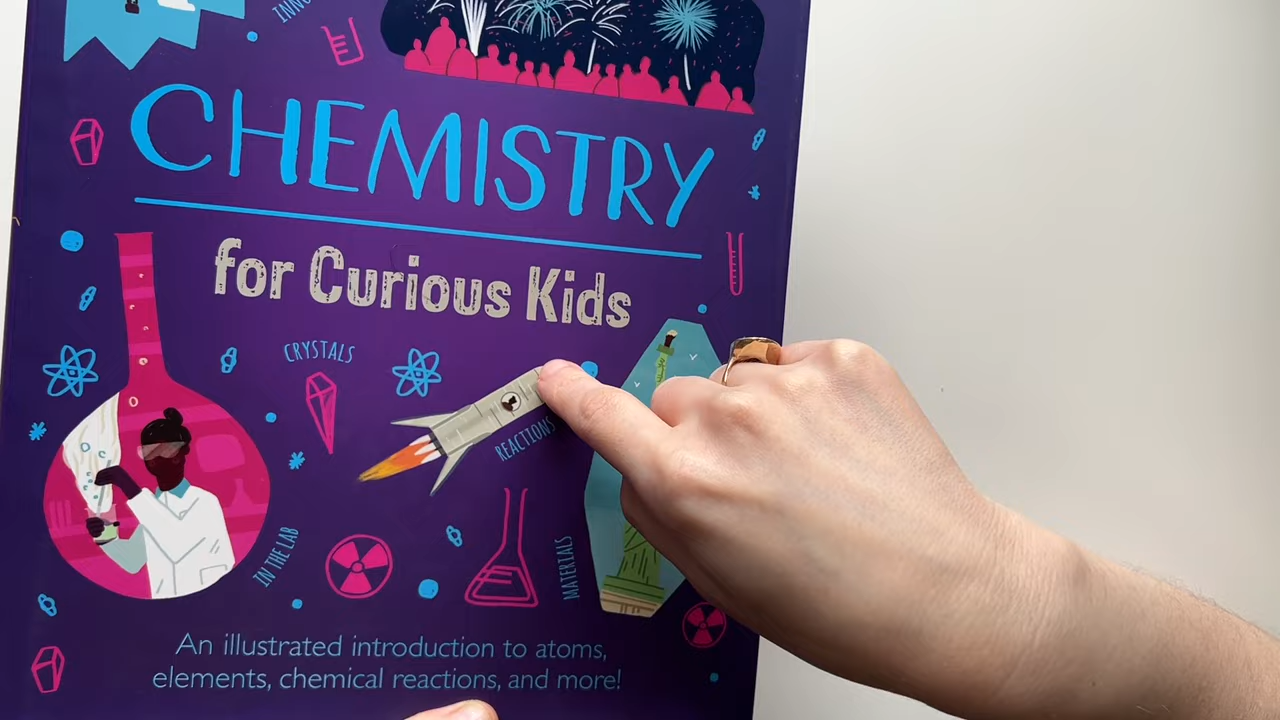 CHEMISTRY
for Curious Kids
CRYSTALS
REACTIONS
IN THE LAB
MATERIALS
An illustrated introduction to atoms,
elements, chemical reactions, and more!